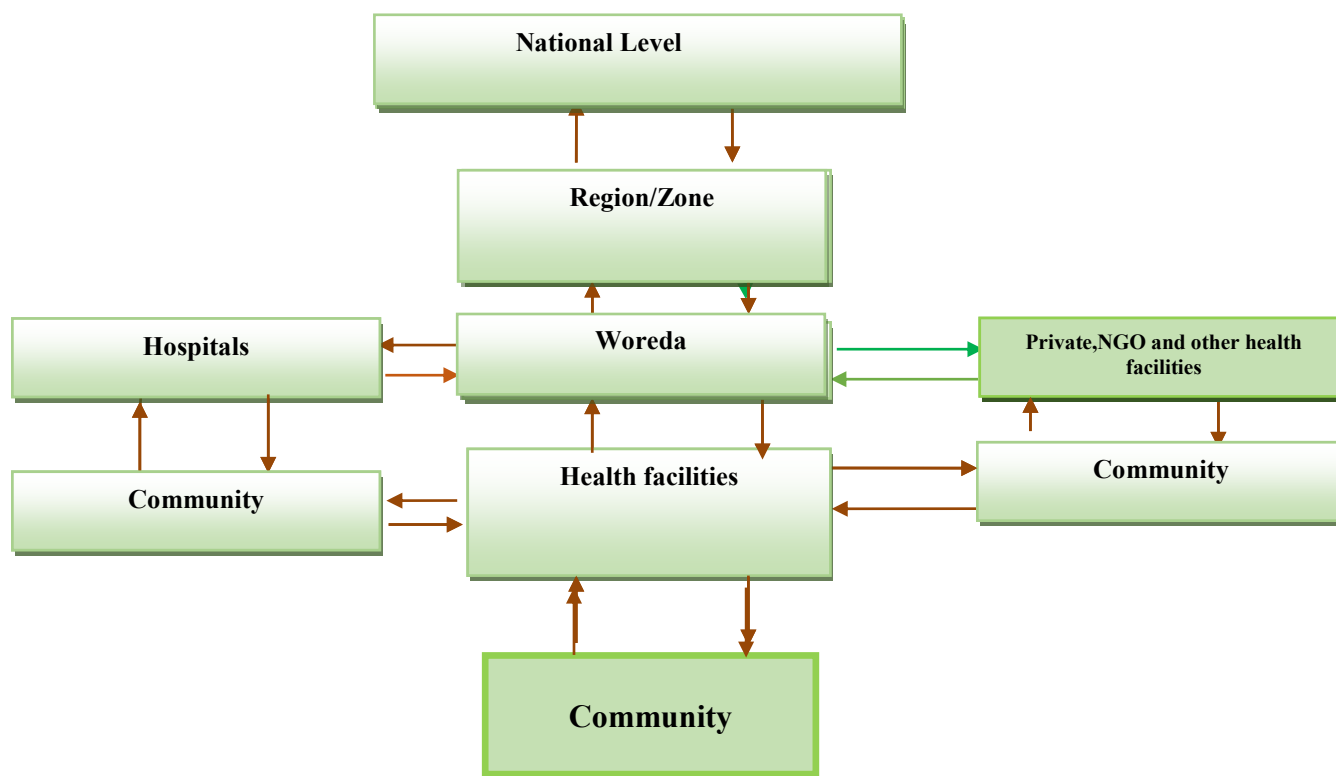 National Level
Region/Zone
Hospitals
Woreda
Private,NGO and other health
facilities
Community
Health facilities
Community
Community